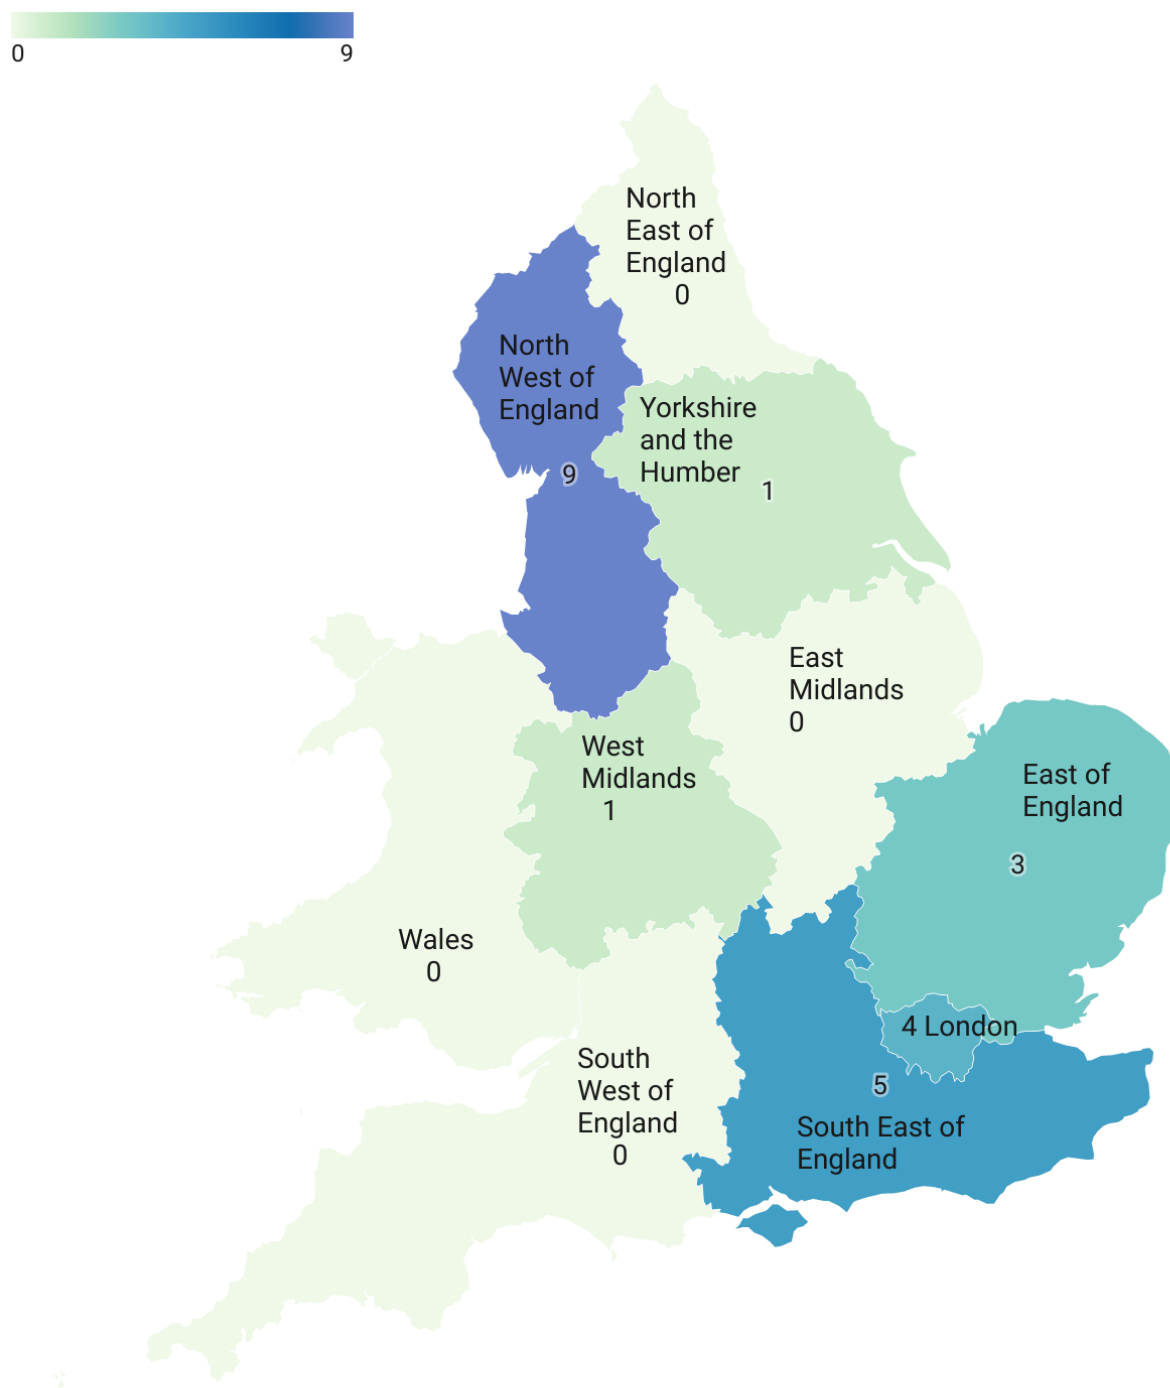 0 9
North
East of
England
0
North
West of
England
9
Yorkshire
and the
Humber
1
East
Midlands
0
West
Midlands
1
East of
England
3
Wales
0
4 London
South
West of
England
0
5
South East of
England